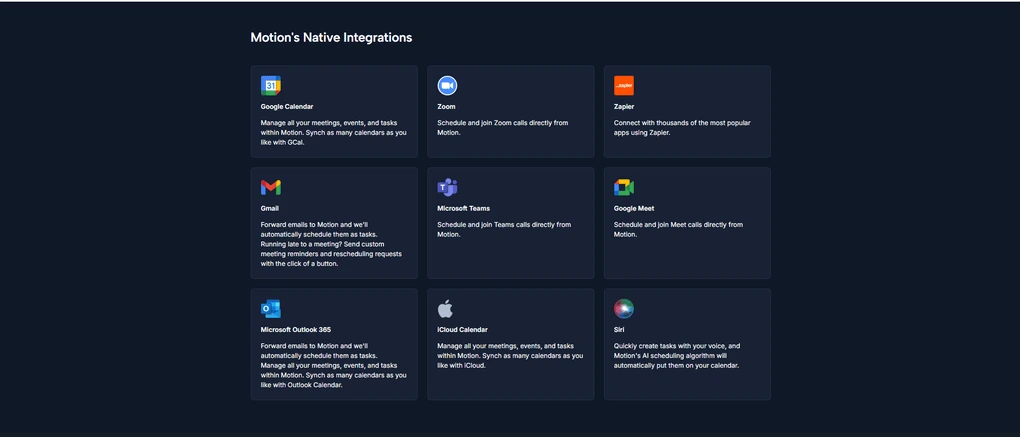 Motion's Native Integrations
31
Google Calendar
Manage all your meetings, events, and tasks
within Motion. Synch as many calendars as you
like with GCal.
Zoom
Schedule and join Zoom calls directly from
Motion.
zapier
Zapier
Connect with thousands of the most popular
apps using Zapier.
Gmail
Forward emails to Motion and we'll
automatically schedule them as tasks.
Running late to a meeting? Send custom
meeting reminders and rescheduling requests
with the click of a button.
T
Microsoft Teams
Schedule and join Teams calls directly from
Motion.
Google Meet
Schedule and join Meet calls directly from
Motion.
O
Microsoft Outlook 365
Forward emails to Motion and we'll
automatically schedule them as tasks.
Manage all your meetings, events, and tasks
within Motion. Synch as many calendars as you
like with Outlook Calendar.
iCloud Calendar
Manage all your meetings, events, and tasks
within Motion. Synch as many calendars as you
like with iCloud.
Siri
Quickly create tasks with your voice, and
Motion's AI scheduling algorithm will
automatically put them on your calendar.